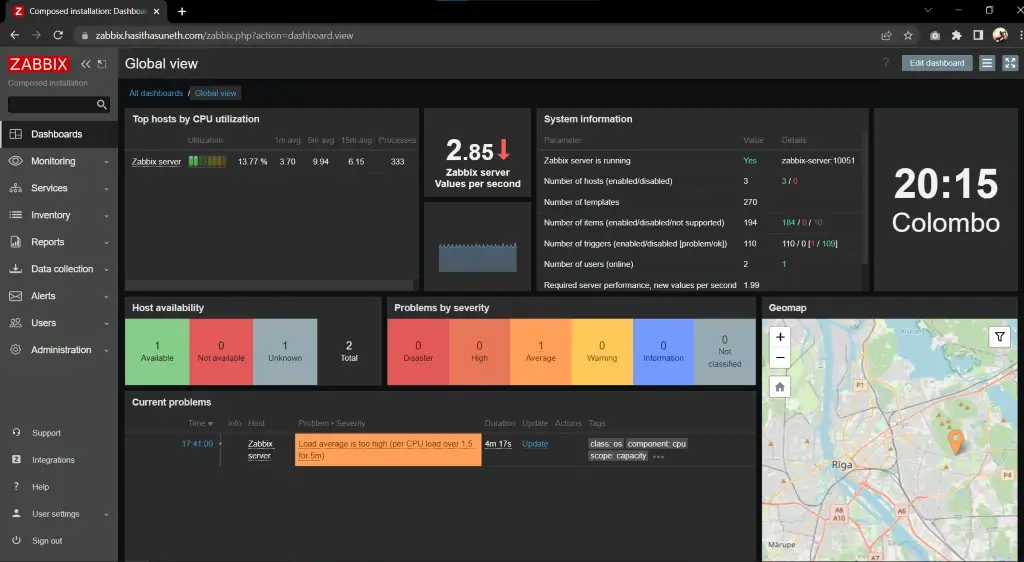 Composed installation: Dashboa
zabbix.hasithasuneth.com/zabbix.php?action=dashboard.view
ZABBIX
Composed installation
Dashboards
Monitoring
Services
Inventory
Reports
Data collection
Alerts
Users
Administration
Support
Integrations
Help
User settings
Sign out
Global view
? Edit dashboard
All dashboards / Global view
Top hosts by CPU utilization
Utilization 1m avg 5m avg 15m avg Processes
Zabbix server 13.77 % 3.70 9.94 6.15 333
2.85
Zabbix server
Values per second
System information
Parameter Value Details
Zabbix server is running Yes zabbix-server:10051
Number of hosts (enabled/disabled) 3 3 / 0
Number of templates 270
Number of items (enabled/disabled/not supported) 194 184 / 0 / 10
Number of triggers (enabled/disabled [problem/ok]) 110 110 / 0 [1 / 109]
Number of users (online) 2 1
Required server performance, new values per second 1.99
20:15
Colombo
Host availability
1 Available
0 Not available
1 Unknown
2 Total
Problems by severity
0 Disaster
0 High
1 Average
0 Warning
0 Information
0 Not classified
Geomap
+
−
P1
Rīga
P4
A8
A10
A6
A7
Mārupe
Current problems
Time Info Host Problem • Severity Duration Update Actions Tags
17:41:09 Zabbix server Load average is too high (per CPU load over 1.5 for 5m) 4m 17s Update class: os component: cpu scope: capacity •••